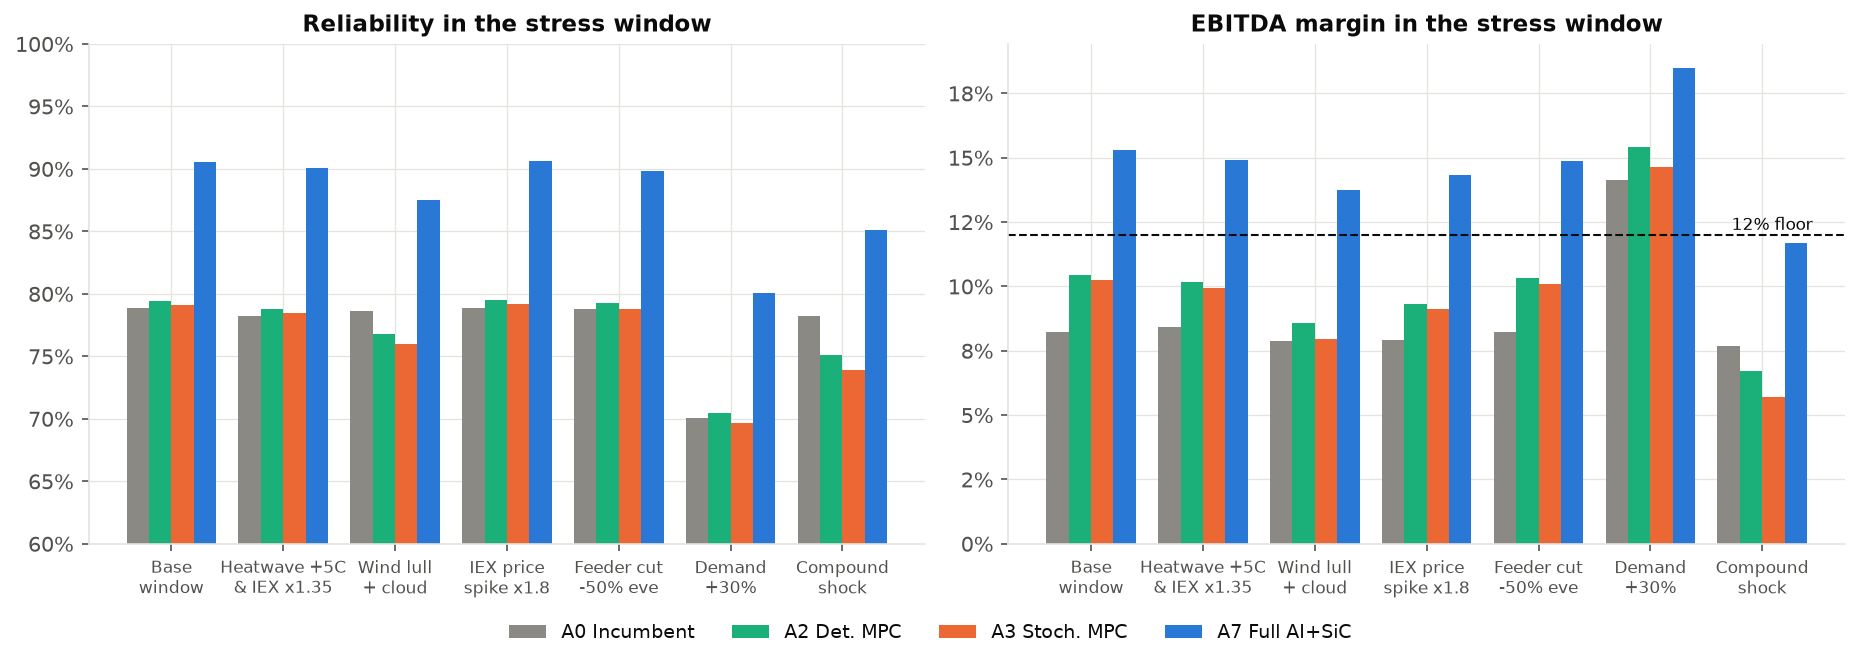 Reliability in the stress window
100%
95%
90%
85%
80%
75%
70%
65%
60%
Base
window
Heatwave +5C
& IEX x1.35
Wind lull
+ cloud
IEX price
spike x1.8
Feeder cut
-50% eve
Demand
+30%
Compound
shock
EBITDA margin in the stress window
18%
15%
12%
10%
8%
5%
2%
0%
12% floor
Base
window
Heatwave +5C
& IEX x1.35
Wind lull
+ cloud
IEX price
spike x1.8
Feeder cut
-50% eve
Demand
+30%
Compound
shock
A0 Incumbent
A2 Det. MPC
A3 Stoch. MPC
A7 Full AI+SiC